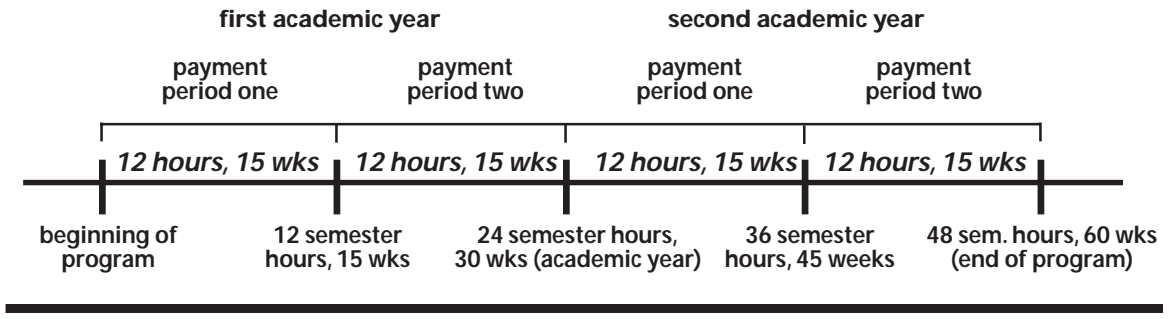 first academic year second academic year
payment period one payment period two payment period one payment period two
12 hours, 15 wks 12 hours, 15 wks 12 hours, 15 wks 12 hours, 15 wks
beginning of program
12 semester hours, 15 wks
24 semester hours, 30 wks (academic year)
36 semester hours, 45 weeks
48 sem. hours, 60 wks (end of program)